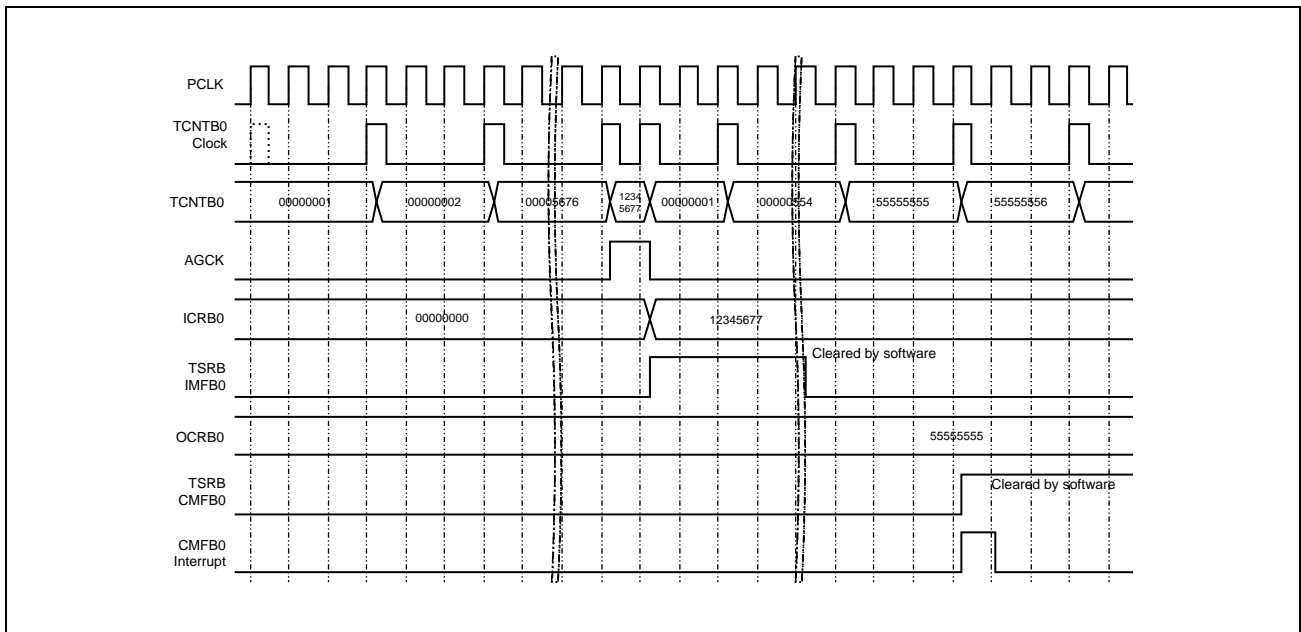 PCLK
TCNTB0
Clock
TCNTB0
00000001
00000002
00005676
1234
5677
00000001
00000554
55555555
55555556
AGCK
ICRB0
00000000
12345677
TSRB
IMFB0
Cleared by software
OCRB0
55555555
TSRB
CMFB0
Cleared by software
CMFB0
Interrupt